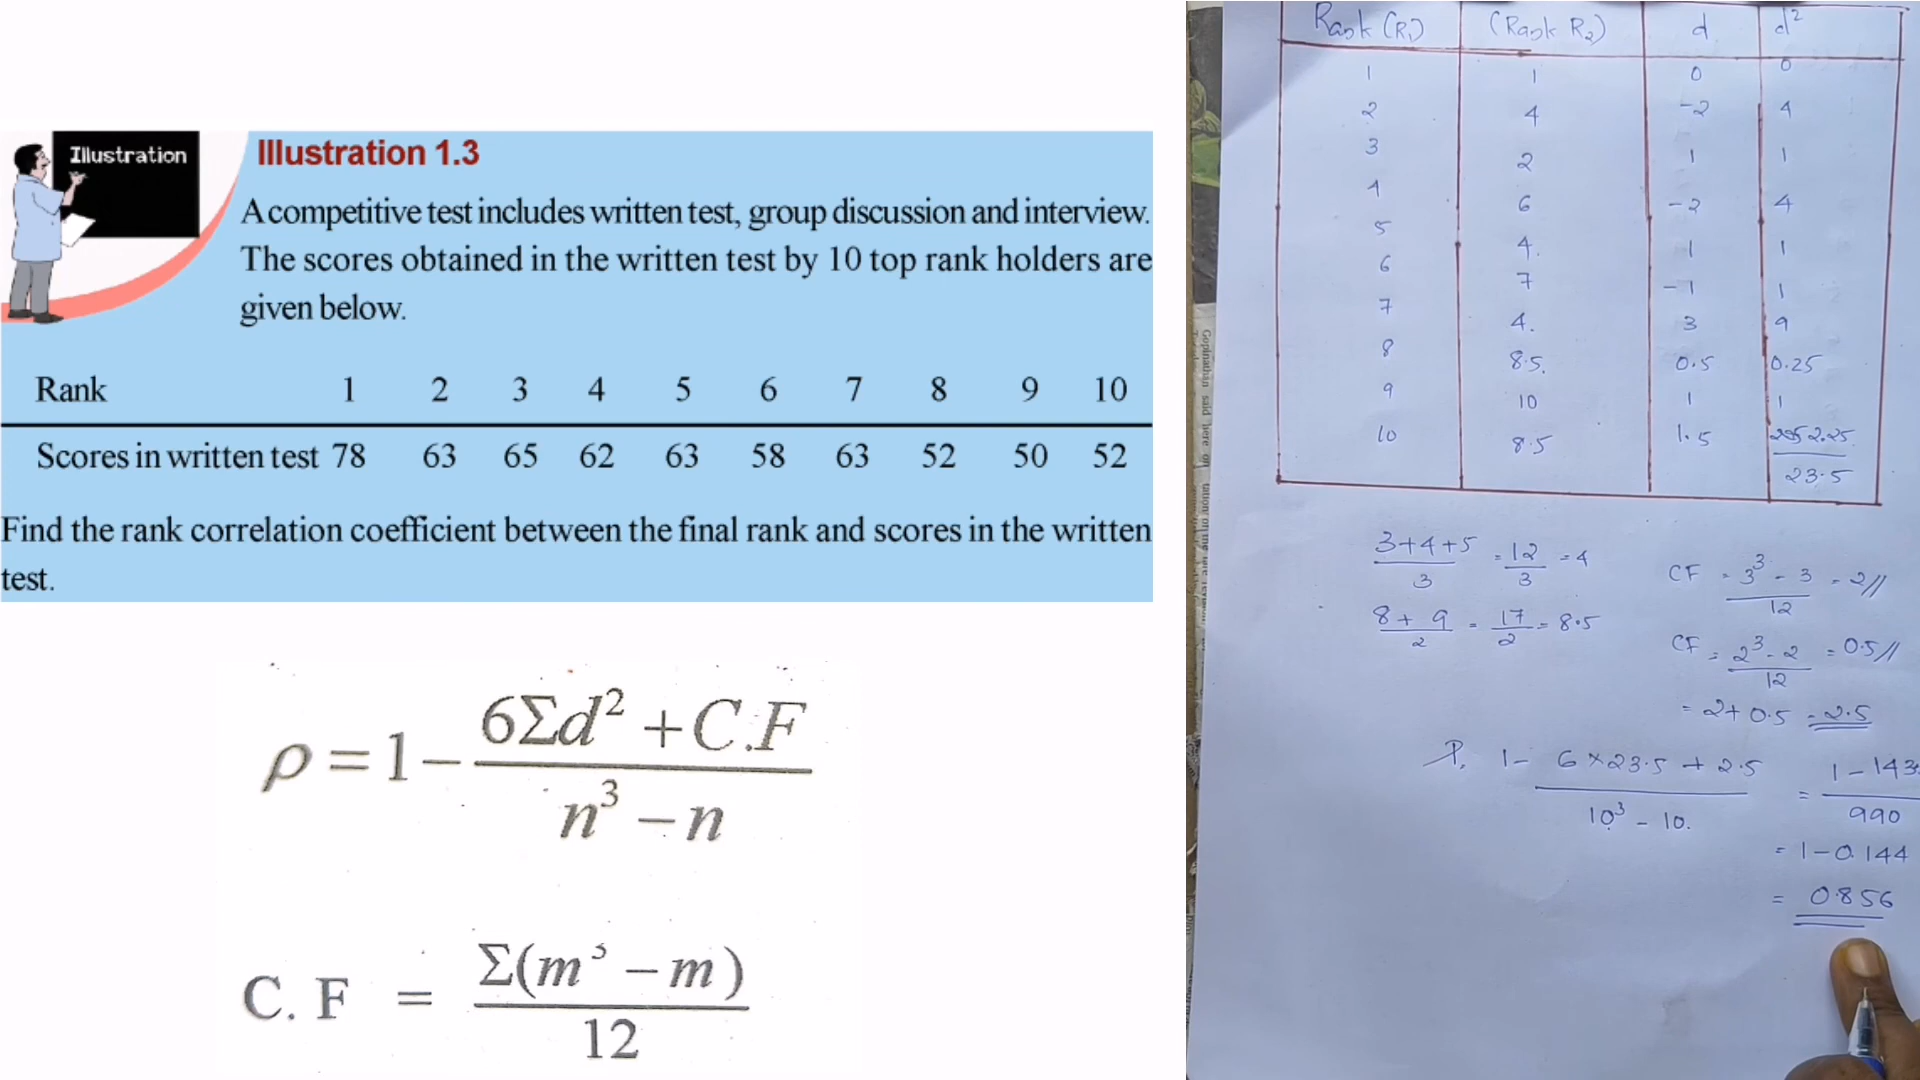 Illustration
Illustration 1.3
A competitive test includes written test, group discussion and interview.
The scores obtained in the written test by 10 top rank holders are
given below.
Rank 1 2 3 4 5 6 7 8 9 10
Scores in written test 78 63 65 62 63 58 63 52 50 52
Find the rank correlation coefficient between the final rank and scores in the written
test.
ρ = 1 − (6Σd² + C.F) / (n³ − n)
C. F = Σ(m³ − m) / 12
Rank (R₁) (Rank R₂) d d²
1 1 0 0
2 4 -2 4
3 2 1 1
4 6 -2 4
5 4. 1 1
6 7 -1 1
7 4. 3 9
8 8.5. 0.5 0.25
9 10 1 1
10 8.5 1.5 2.25.
23.5
3+4+5 / 3 = 12 / 3 = 4
CF = 3³ - 3 / 12 = 2//
8+9 / 2 = 17 / 2 = 8.5
CF = 2³ - 2 / 12 = 0.5//
= 2+0.5 = 2.5
1- 6×23.5 + 2.5 / 10³ - 10.
= 1-143. / 990
= 1-0.144
= 0.856